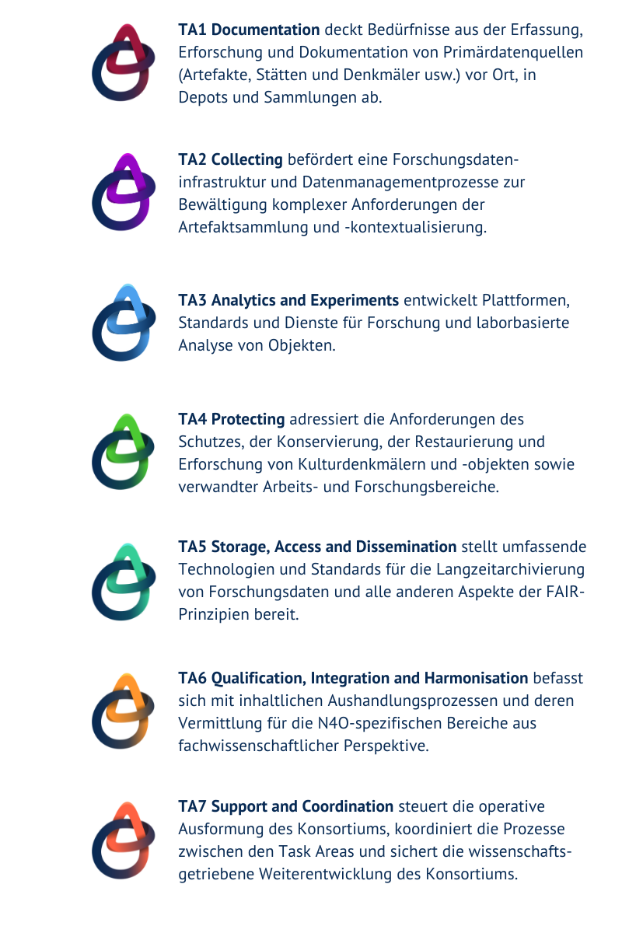 TA1 Documentation deckt Bedürfnisse aus der Erfassung,
Erforschung und Dokumentation von Primärdatenquellen
(Artefakte, Stätten und Denkmäler usw.) vor Ort, in
Depots und Sammlungen ab.
TA2 Collecting befördert eine Forschungsdaten-
infrastruktur und Datenmanagementprozesse zur
Bewältigung komplexer Anforderungen der
Artefaktsammlung und -kontextualisierung.
TA3 Analytics and Experiments entwickelt Plattformen,
Standards und Dienste für Forschung und laborbasierte
Analyse von Objekten.
TA4 Protecting adressiert die Anforderungen des
Schutzes, der Konservierung, der Restaurierung und
Erforschung von Kulturdenkmälern und -objekten sowie
verwandter Arbeits- und Forschungsbereiche.
TA5 Storage, Access and Dissemination stellt umfassende
Technologien und Standards für die Langzeitarchivierung
von Forschungsdaten und alle anderen Aspekte der FAIR-
Prinzipien bereit.
TA6 Qualification, Integration and Harmonisation befasst
sich mit inhaltlichen Aushandlungsprozessen und deren
Vermittlung für die N4O-spezifischen Bereiche aus
fachwissenschaftlicher Perspektive.
TA7 Support and Coordination steuert die operative
Ausformung des Konsortiums, koordiniert die Prozesse
zwischen den Task Areas und sichert die wissenschafts-
getriebene Weiterentwicklung des Konsortiums.